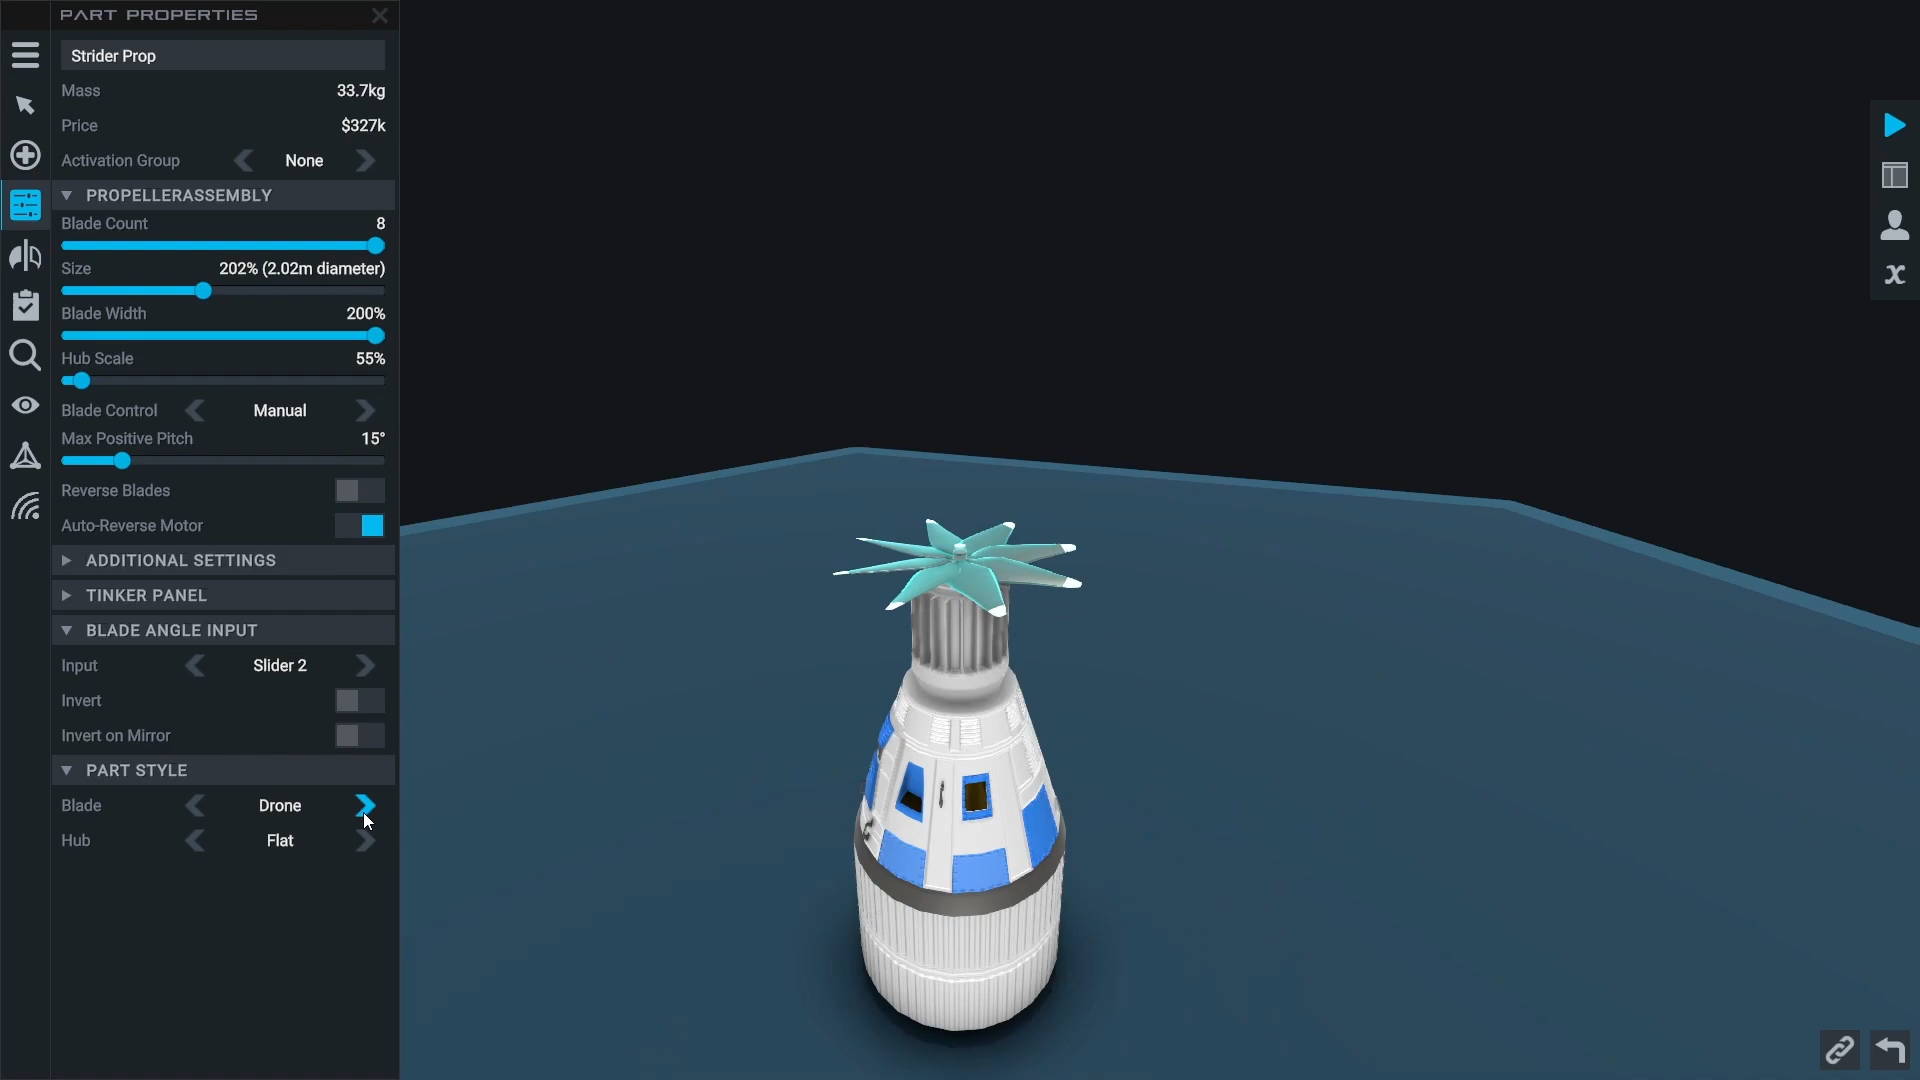 PART PROPERTIES
Strider Prop
Mass 33.7kg
Price $327k
Activation Group None
PROPELLERASSEMBLY
Blade Count 8
Size 202% (2.02m diameter)
Blade Width 200%
Hub Scale 55%
Blade Control Manual
Max Positive Pitch 15°
Reverse Blades
Auto-Reverse Motor
ADDITIONAL SETTINGS
TINKER PANEL
BLADE ANGLE INPUT
Input Slider 2
Invert
Invert on Mirror
PART STYLE
Blade Drone
Hub Flat